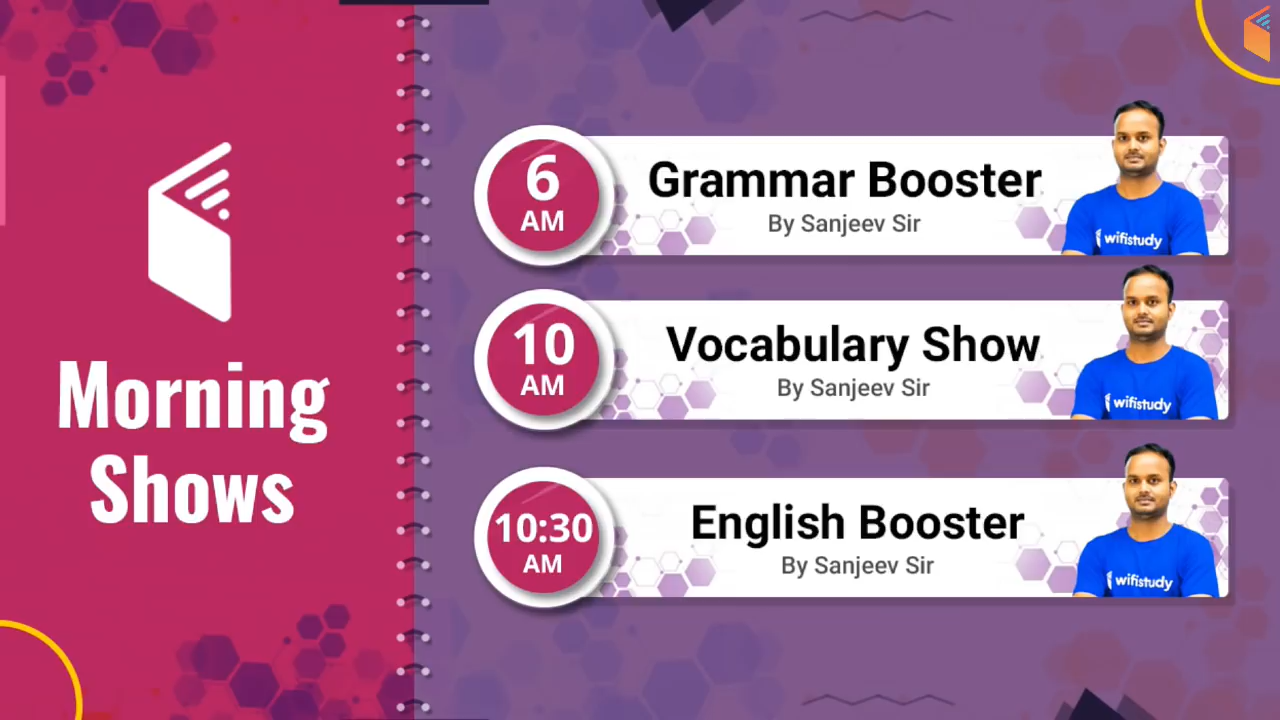 Morning
Shows
6
AM
Grammar Booster
By Sanjeev Sir
wifistudy
10
AM
Vocabulary Show
By Sanjeev Sir
wifistudy
10:30
AM
English Booster
By Sanjeev Sir
wifistudy